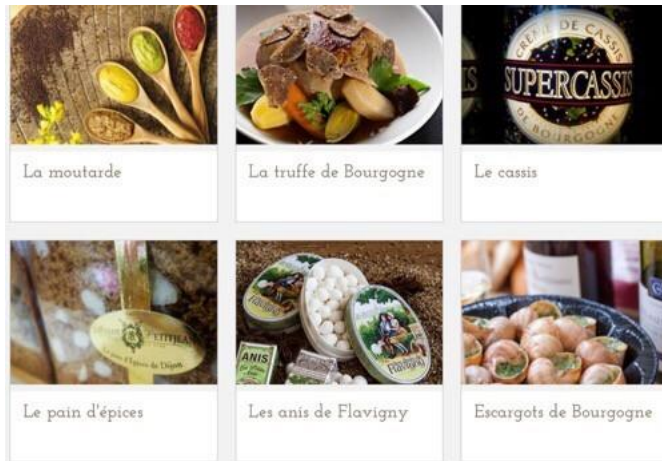 CRÈME DE CASSIS
SUPERCASSIS
DE BOURGOGNE
La moutarde
La truffe de Bourgogne
Le cassis
ANIS
Flavigny
Le pain d'épices
Les anis de Flavigny
Escargots de Bourgogne